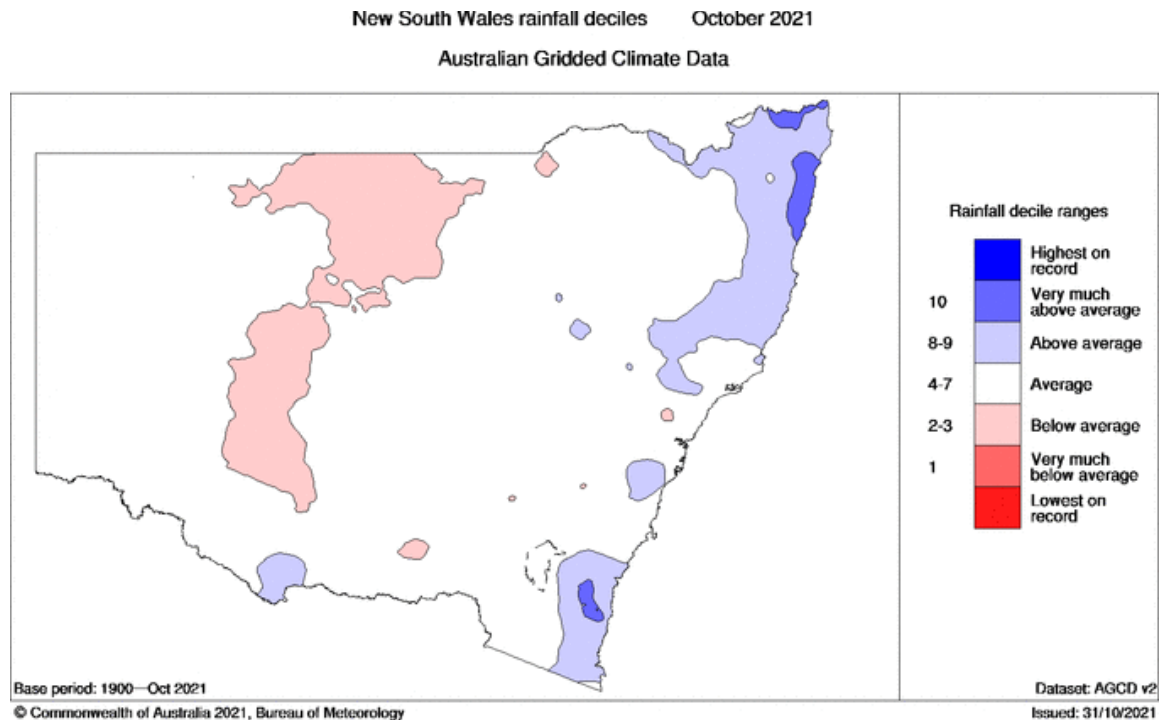 New South Wales rainfall deciles October 2021
Australian Gridded Climate Data
Rainfall decile ranges
Highest on
record
10 Very much
above average
8-9 Above average
4-7 Average
2-3 Below average
1 Very much
below average
Lowest on
record
Base period: 1900—Oct 2021 Dataset: AGCD v2
© Commonwealth of Australia 2021, Bureau of Meteorology Issued: 31/10/2021